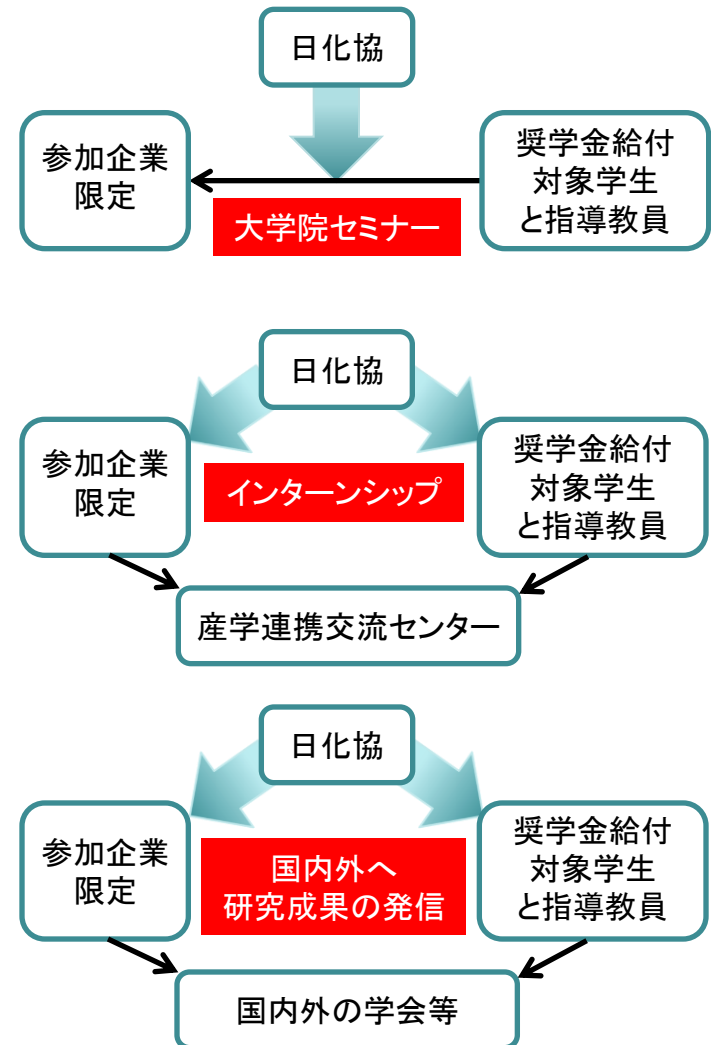 日化協
参加企業
限定
奨学金給付
対象学生
と指導教員
大学院セミナー
日化協
参加企業
限定
奨学金給付
対象学生
と指導教員
インターンシップ
産学連携交流センター
日化協
参加企業
限定
奨学金給付
対象学生
と指導教員
国内外へ
研究成果の発信
国内外の学会等